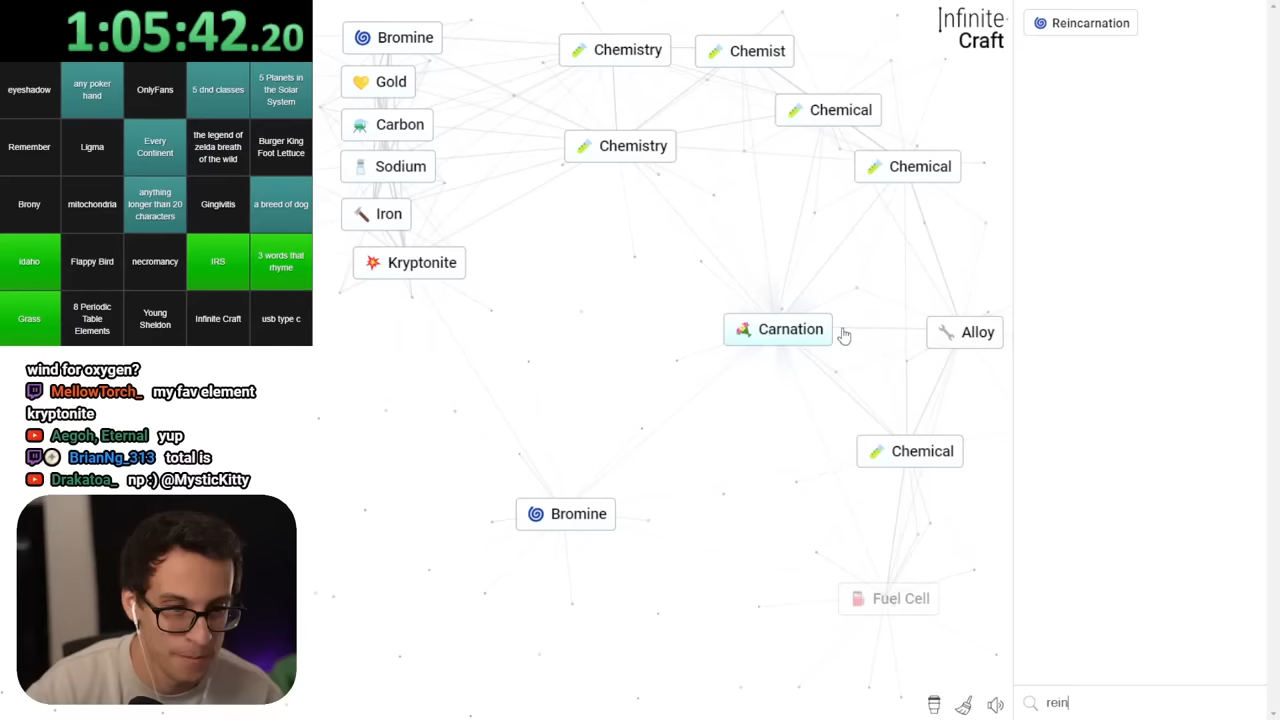 1:05:42.20
eyeshadow
any poker
hand
OnlyFans
5 dnd classes
5 Planets in
the Solar
System
Remember
Ligma
Every
Continent
the legend of
zelda breath
of the wild
Burger King
Foot Lettuce
Brony
mitochondria
anything
longer than 20
characters
Gingivitis
a breed of dog
idaho
Flappy Bird
necromancy
IRS
3 words that
rhyme
Grass
8 Periodic
Table
Elements
Young
Sheldon
Infinite Craft
usb type c
wind for oxygen?
MellowTorch_ my fav element
kryptonite
Aegoh, Eternal yup
BrianNg_313 total is
Drakatoa_ np :) @MysticKitty
Bromine
Gold
Carbon
Sodium
Iron
Kryptonite
Chemistry
Chemist
Chemical
Chemistry
Chemical
Carnation
Alloy
Chemical
Bromine
Fuel Cell
Infinite
Craft
Reincarnation
rein